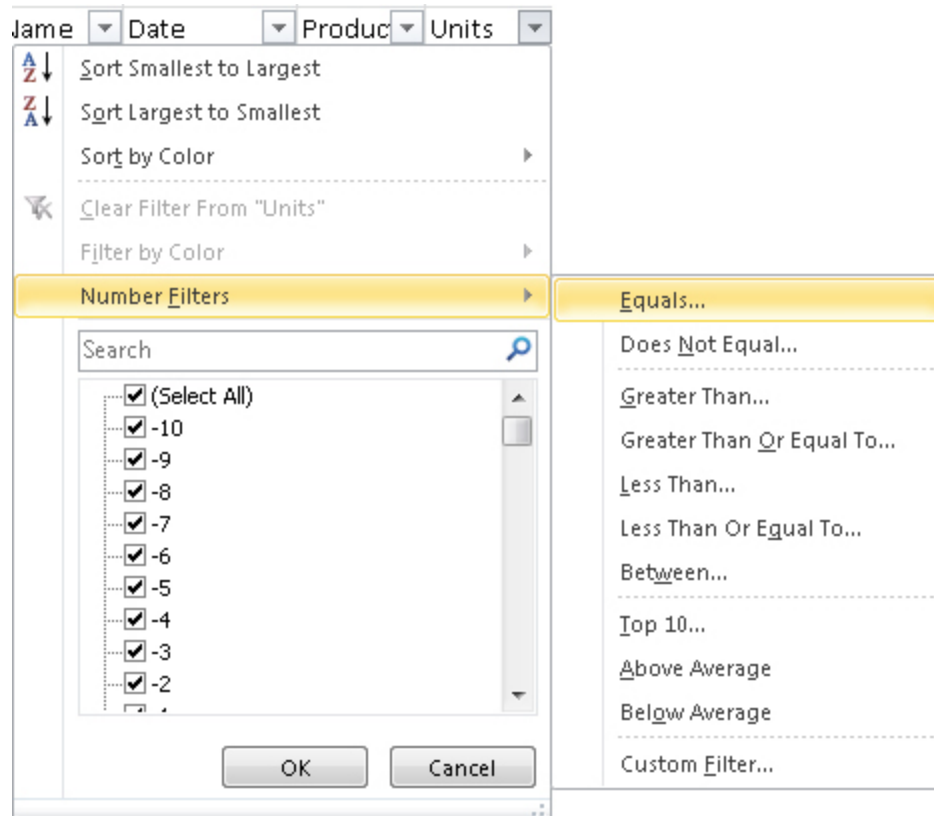 Name Date Produc Units
Sort Smallest to Largest
Sort Largest to Smallest
Sort by Color
Clear Filter From "Units"
Filter by Color
Number Filters
Search
(Select All)
-10
-9
-8
-7
-6
-5
-4
-3
-2
OK Cancel
Equals...
Does Not Equal...
Greater Than...
Greater Than Or Equal To...
Less Than...
Less Than Or Equal To...
Between...
Top 10...
Above Average
Below Average
Custom Filter...